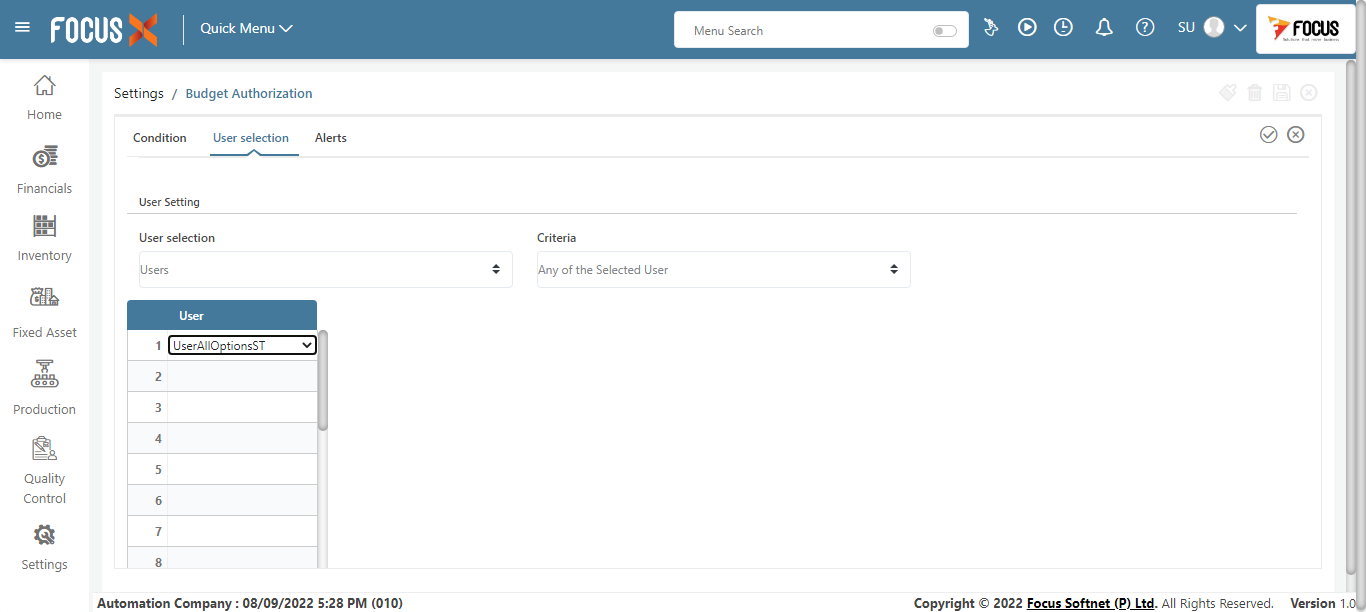 FOCUS X
Quick Menu
Menu Search
SU
FOCUS
Home
Financials
Inventory
Fixed Asset
Production
Quality
Control
Settings
Settings / Budget Authorization
Condition User selection Alerts
User Setting
User selection Criteria
Users Any of the Selected User
User
1 UserAllOptionsST
2
3
4
5
6
7
8
Automation Company : 08/09/2022 5:28 PM (010)
Copyright © 2022 Focus Softnet (P) Ltd. All Rights Reserved. Version 1.0